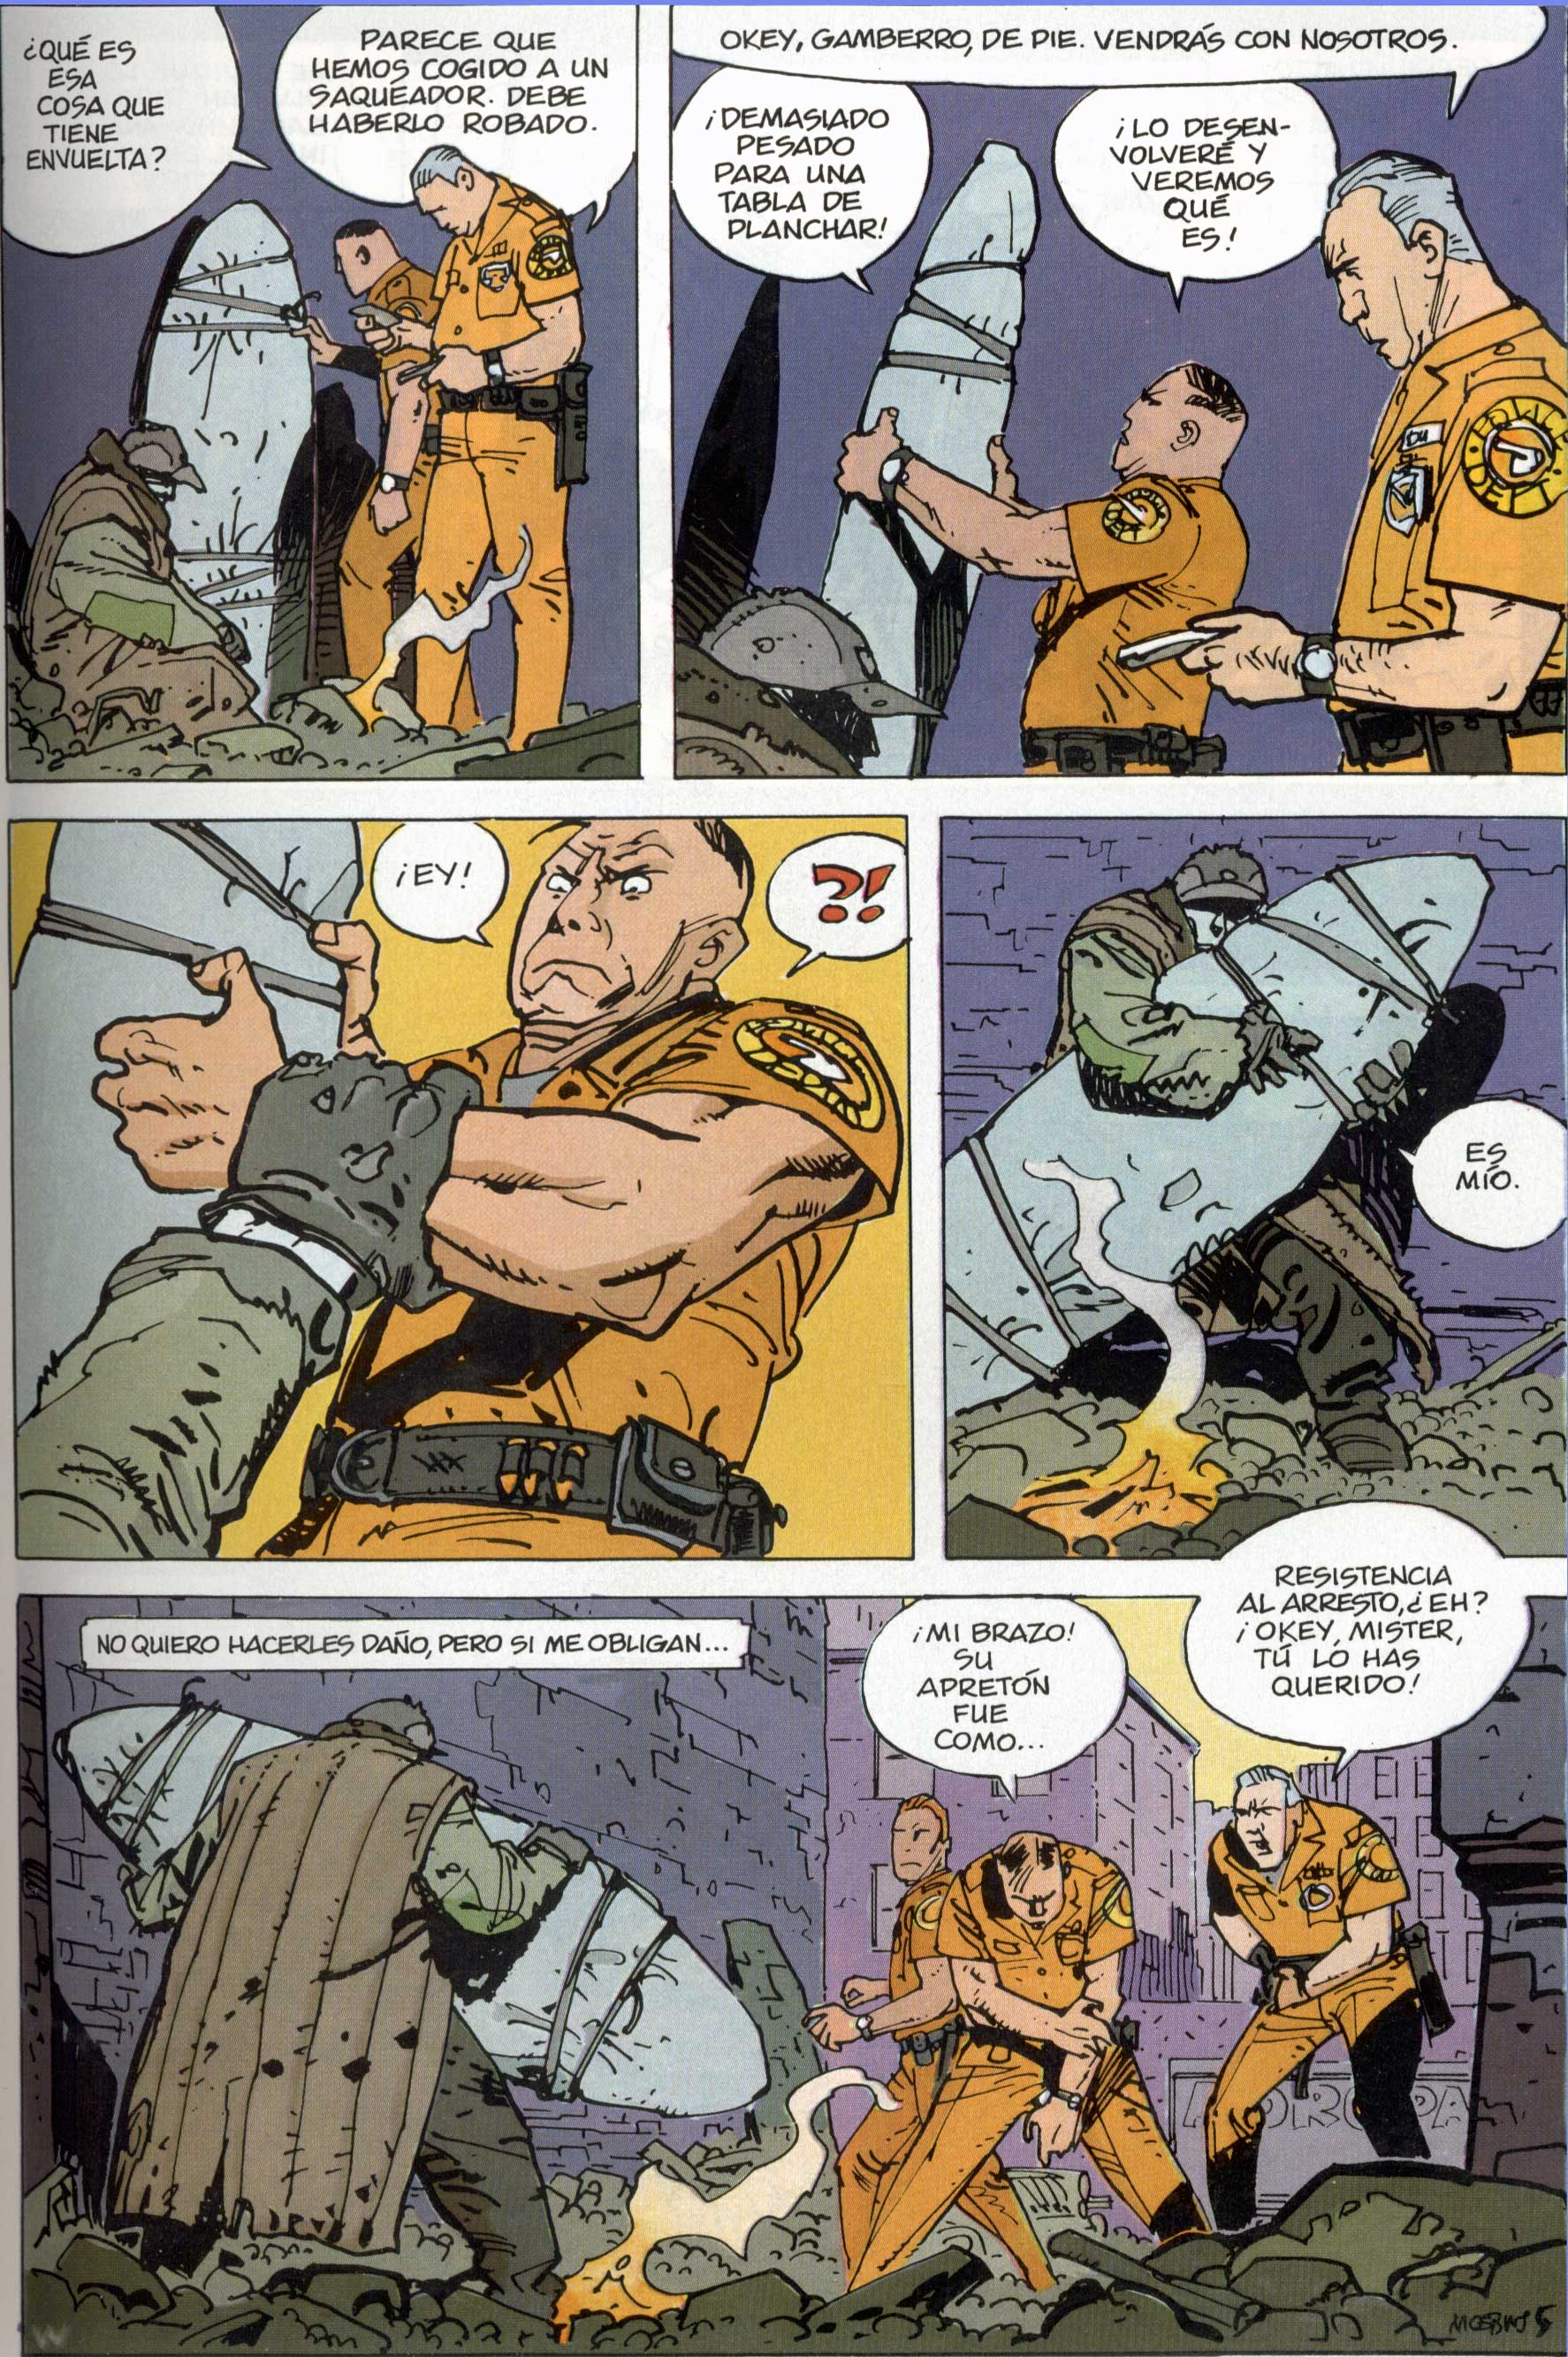 ¿QUÉ ES
ESA
COSA QUE
TIENE
ENVUELTA?
PARECE QUE
HEMOS COGIDO A UN
SAQUEADOR. DEBE
HABERLO ROBADO.
OKEY, GAMBERRO, DE PIE. VENDRÁS CON NOSOTROS.
¡DEMASIADO
PESADO
PARA UNA
TABLA DE
PLANCHAR!
¡LO DESEN-
VOLVERÉ Y
VEREMOS
QUÉ
ES!
¡EY!
?!
ES
MÍO.
NO QUIERO HACERLES DAÑO, PERO SI ME OBLIGAN...
¡MI BRAZO!
SU
APRETÓN
FUE
COMO...
RESISTENCIA
AL ARRESTO, ¿EH?
¡OKEY, MISTER,
TÚ LO HAS
QUERIDO!
MOEBIUS 5